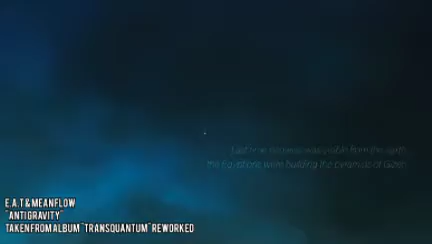 Last time
was visible from the earth,
the Egyptians were building the pyramids of Gizeh
E.A.T & MEANFLOW
"ANTIGRAVITY"
TAKEN FROM ALBUM "TRANSQUANTUM" REWORKED